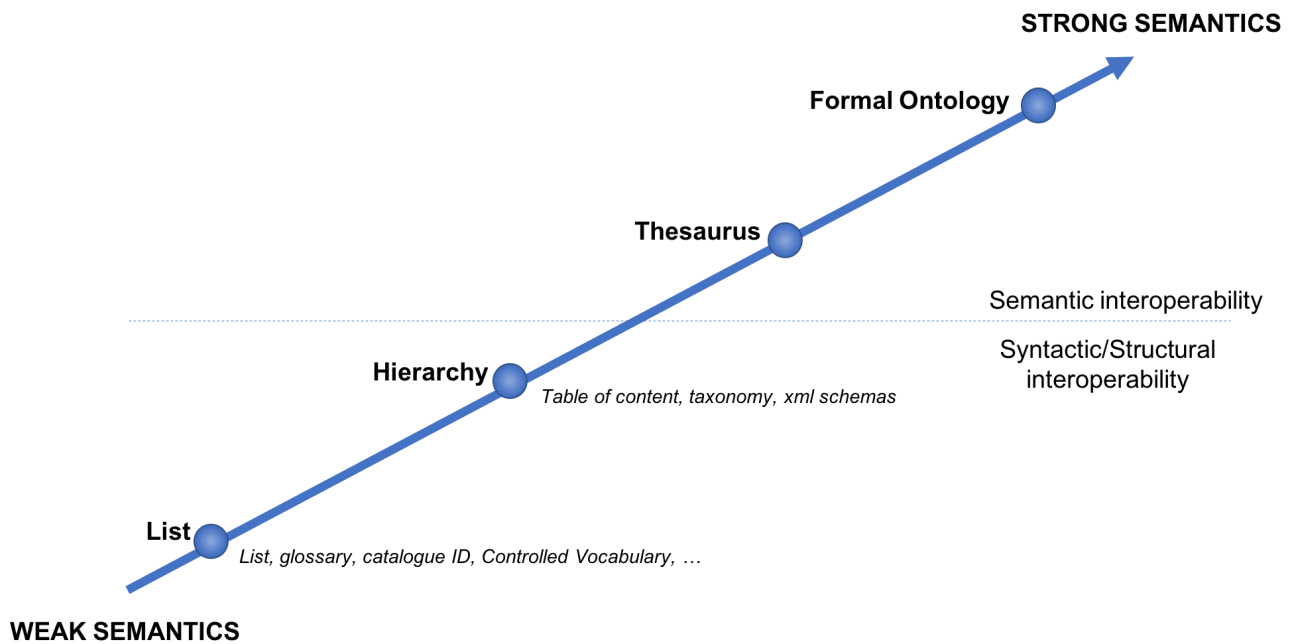 STRONG SEMANTICS
Formal Ontology
Thesaurus
Semantic interoperability
Syntactic/Structural
interoperability
Hierarchy
Table of content, taxonomy, xml schemas
List
List, glossary, catalogue ID, Controlled Vocabulary, …
WEAK SEMANTICS